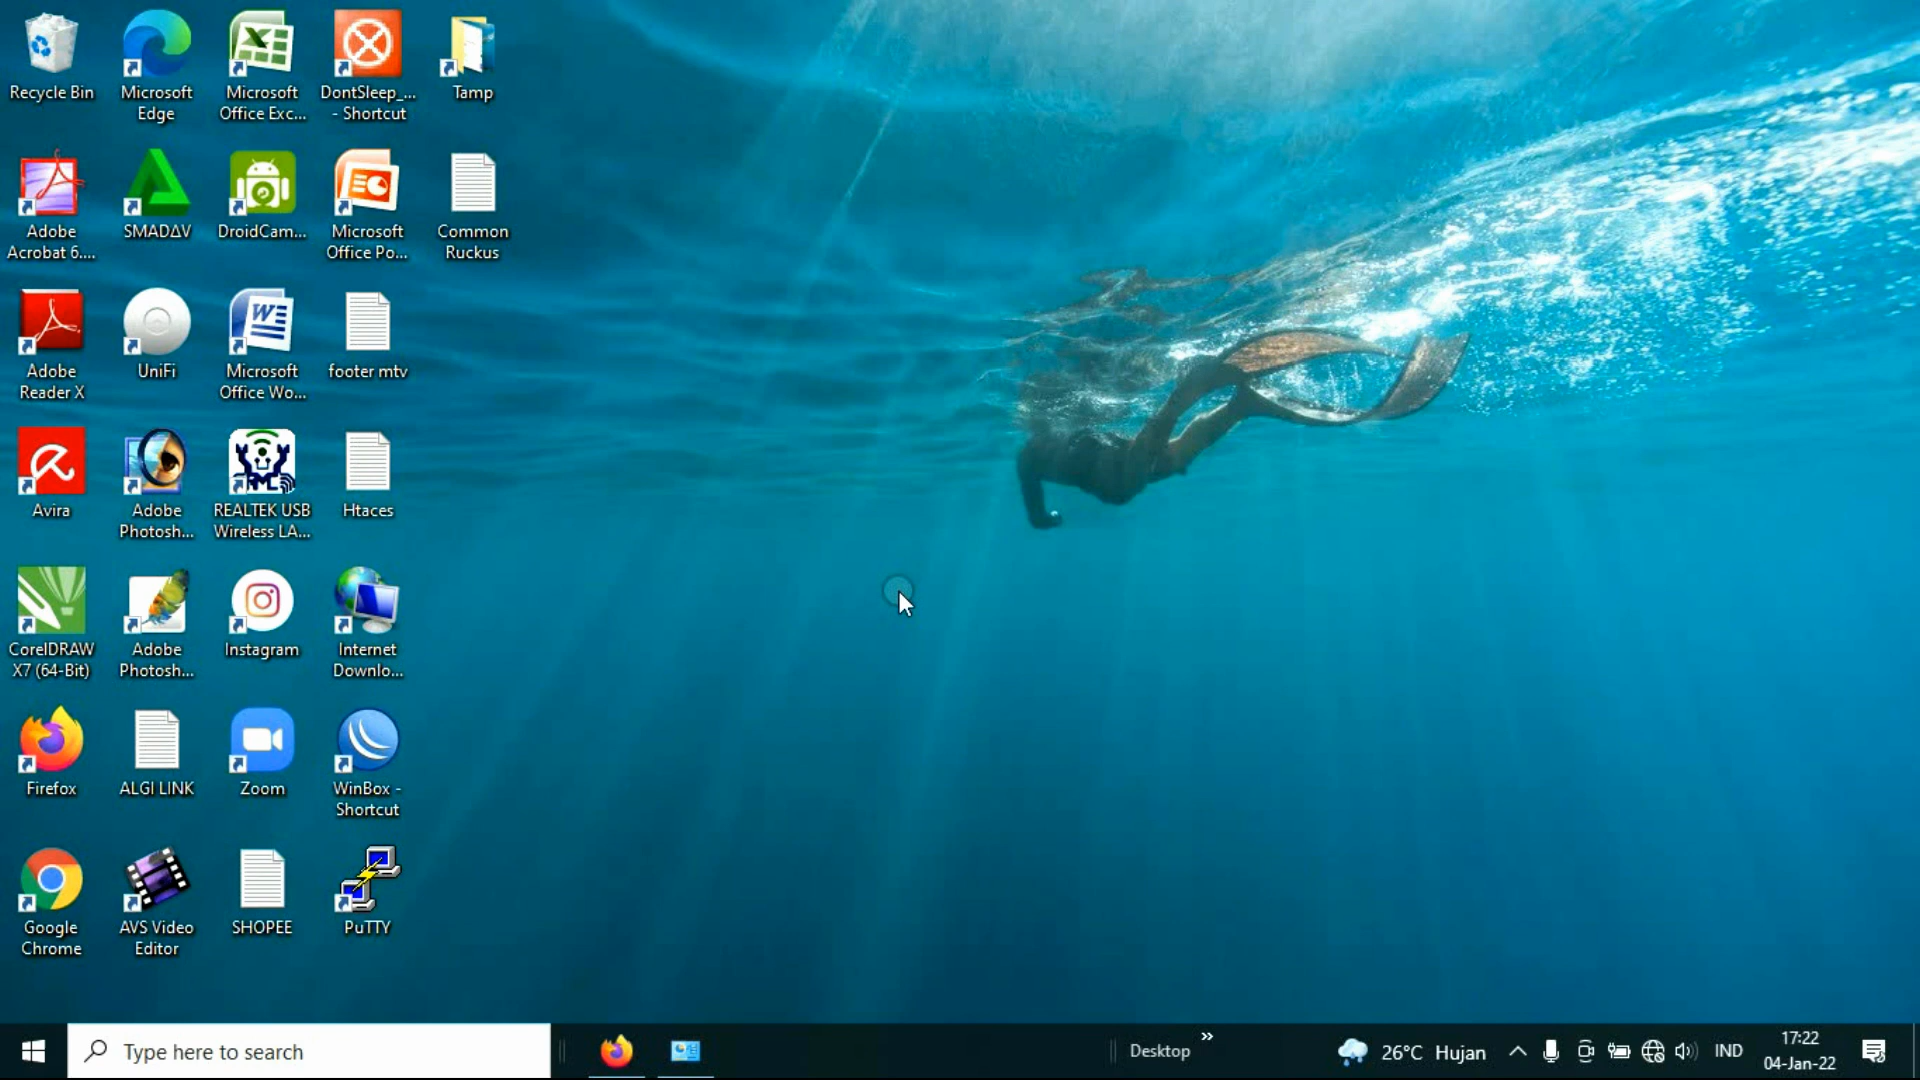 Recycle Bin
Microsoft
Edge
Microsoft
Office Exc...
DontSleep_...
- Shortcut
Tamp
Adobe
Acrobat 6....
SMADΔV
DroidCam...
Microsoft
Office Po...
Common
Ruckus
Adobe
Reader X
UniFi
Microsoft
Office Wo...
footer mtv
Avira
Adobe
Photosh...
REALTEK USB
Wireless LA...
Htaces
CorelDRAW
X7 (64-Bit)
Adobe
Photosh...
Instagram
Internet
Downlo...
Firefox
ALGI LINK
Zoom
WinBox -
Shortcut
Google
Chrome
AVS Video
Editor
SHOPEE
PuTTY
Type here to search
Desktop
26°C Hujan
IND
17:22
04-Jan-22